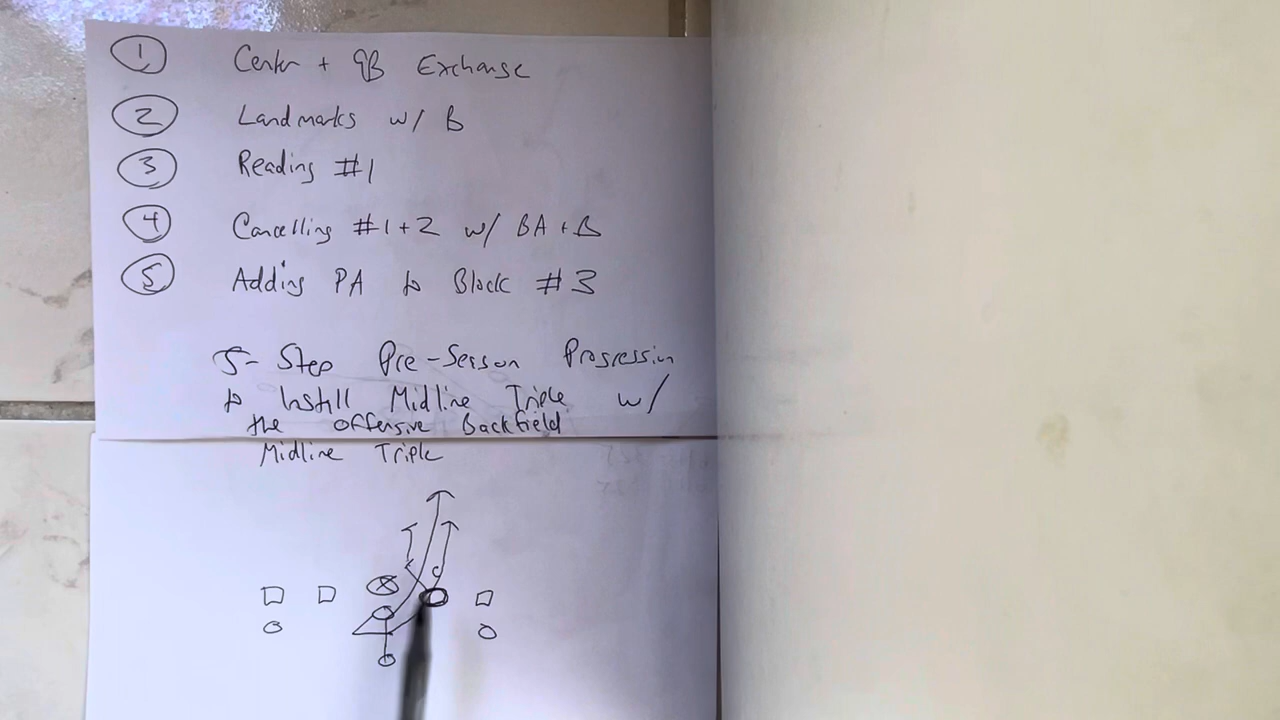 1 Center + QB Exchange
2 Landmarks w/ B
3 Reading #1
4 Cancelling #1+2 w/ BA + B
5 Adding PA to Block #3
5-Step Pre-Season Progression
to Install Midline Triple w/
the offensive Backfield
Midline Triple